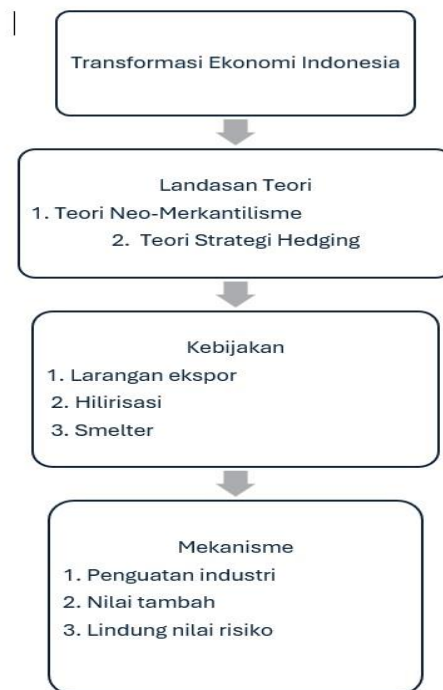 Transformasi Ekonomi Indonesia
Landasan Teori
1. Teori Neo-Merkantilisme
2. Teori Strategi Hedging
Kebijakan
1. Larangan ekspor
2. Hilirisasi
3. Smelter
Mekanisme
1. Penguatan industri
2. Nilai tambah
3. Lindung nilai risiko